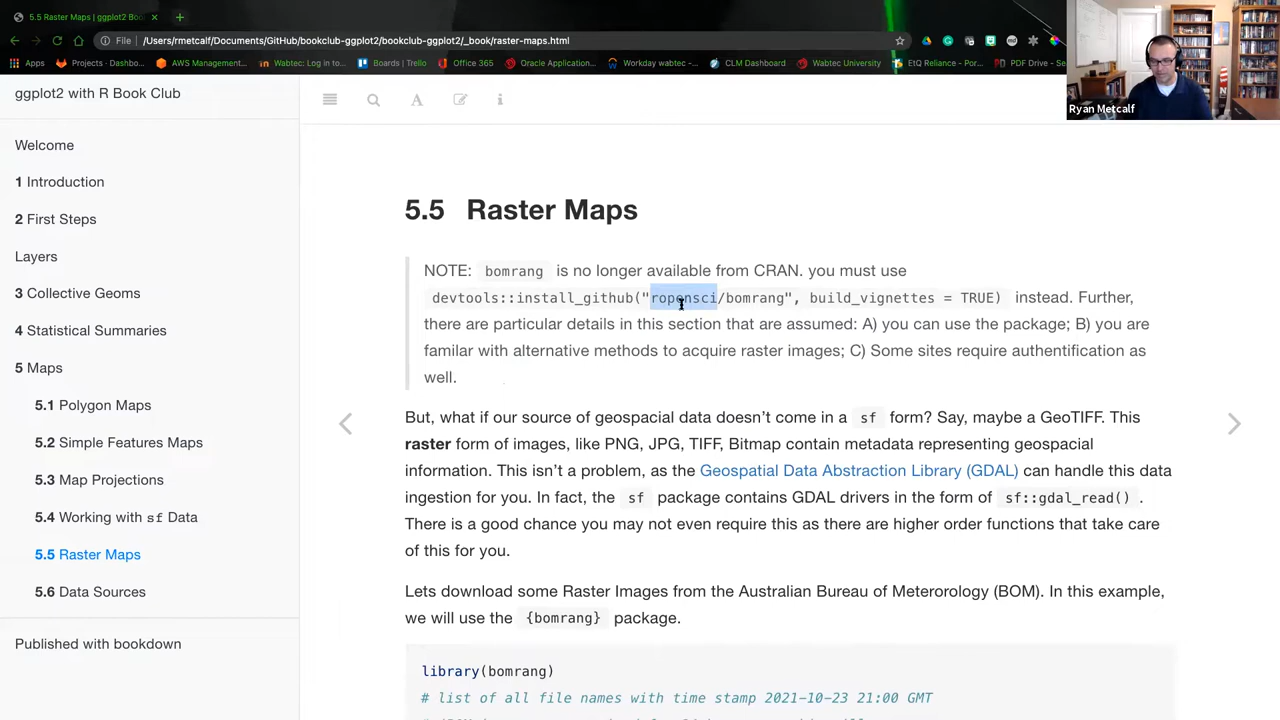 5.5 Raster Maps | ggplot2 Boo
File /Users/rmetcalf/Documents/GitHub/bookclub-ggplot2/bookclub-ggplot2/_book/raster-maps.html
Apps Projects - Dashbo... AWS Management... Wabtec: Log in to... Boards | Trello Office 365 Oracle Application... Workday wabtec -... CLM Dashboard Wabtec University EtQ Reliance - Po... PDF Drive - Se
Ryan Metcalf
ggplot2 with R Book Club
Welcome
1 Introduction
2 First Steps
Layers
3 Collective Geoms
4 Statistical Summaries
5 Maps
5.1 Polygon Maps
5.2 Simple Features Maps
5.3 Map Projections
5.4 Working with sf Data
5.5 Raster Maps
5.6 Data Sources
Published with bookdown
5.5 Raster Maps
NOTE: bomrang is no longer available from CRAN. you must use
devtools::install_github("ropensci/bomrang", build_vignettes = TRUE) instead. Further,
there are particular details in this section that are assumed: A) you can use the package; B) you are
familar with alternative methods to acquire raster images; C) Some sites require authentification as
well.
But, what if our source of geospacial data doesn't come in a sf form? Say, maybe a GeoTIFF. This
raster form of images, like PNG, JPG, TIFF, Bitmap contain metadata representing geospacial
information. This isn't a problem, as the Geospatial Data Abstraction Library (GDAL) can handle this data
ingestion for you. In fact, the sf package contains GDAL drivers in the form of sf::gdal_read() .
There is a good chance you may not even require this as there are higher order functions that take care
of this for you.
Lets download some Raster Images from the Australian Bureau of Meterorology (BOM). In this example,
we will use the {bomrang} package.
library(bomrang)
# list of all file names with time stamp 2021-10-23 21:00 GMT